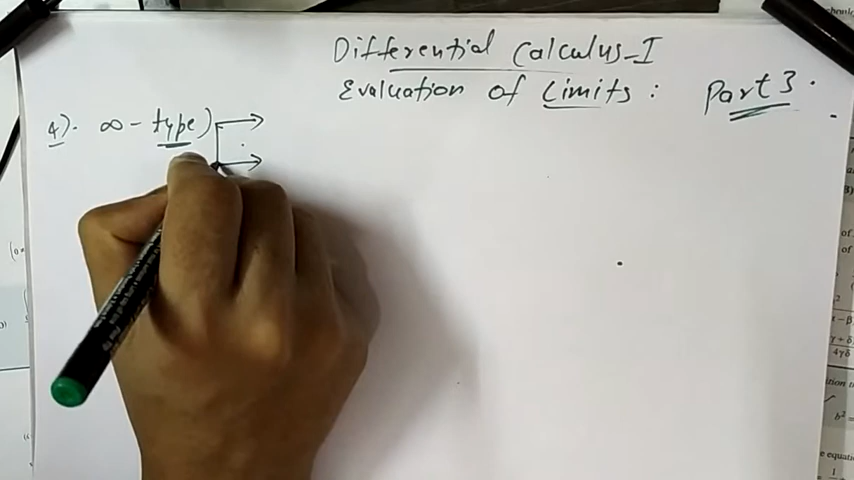 Differential Calculus-I
Evaluation of Limits : Part 3.
4). ∞ - type)